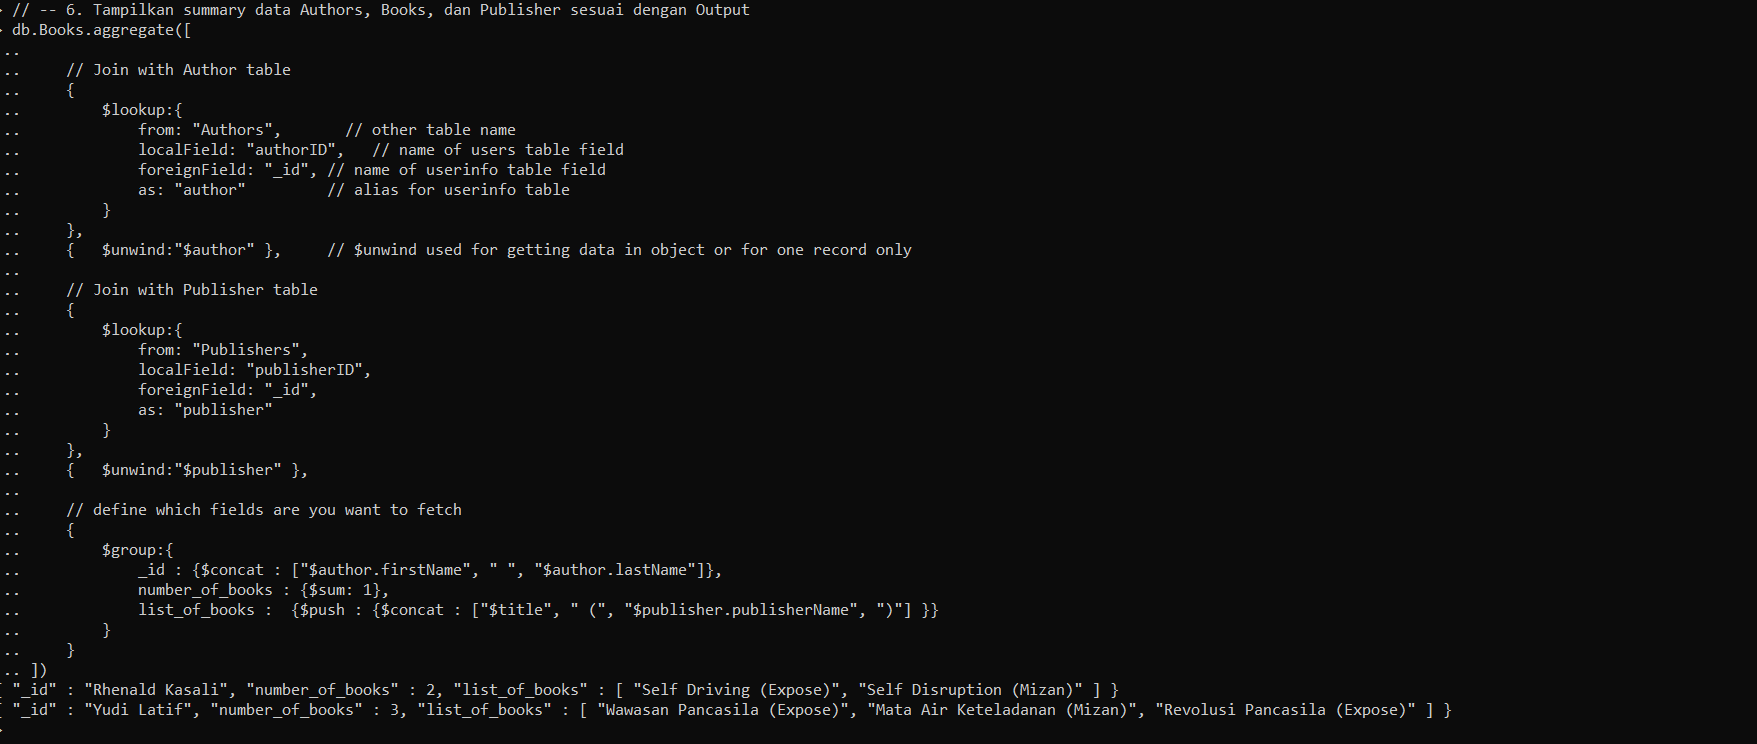 > // -- 6. Tampilkan summary data Authors, Books, dan Publisher sesuai dengan Output
> db.Books.aggregate([
..
..     // Join with Author table
..     {
..         $lookup:{
..             from: "Authors",       // other table name
..             localField: "authorID",   // name of users table field
..             foreignField: "_id", // name of userinfo table field
..             as: "author"         // alias for userinfo table
..         }
..     },
..     {   $unwind:"$author" },     // $unwind used for getting data in object or for one record only
..
..     // Join with Publisher table
..     {
..         $lookup:{
..             from: "Publishers",
..             localField: "publisherID",
..             foreignField: "_id",
..             as: "publisher"
..         }
..     },
..     {   $unwind:"$publisher" },
..
..     // define which fields are you want to fetch
..     {
..         $group:{
..             _id : {$concat : ["$author.firstName", " ", "$author.lastName"]},
..             number_of_books : {$sum: 1},
..             list_of_books :  {$push : {$concat : ["$title", " (", "$publisher.publisherName", ")"] }}
..         }
..     }
.. ])
{ "_id" : "Rhenald Kasali", "number_of_books" : 2, "list_of_books" : [ "Self Driving (Expose)", "Self Disruption (Mizan)" ] }
{ "_id" : "Yudi Latif", "number_of_books" : 3, "list_of_books" : [ "Wawasan Pancasila (Expose)", "Mata Air Keteladanan (Mizan)", "Revolusi Pancasila (Expose)" ] }
>